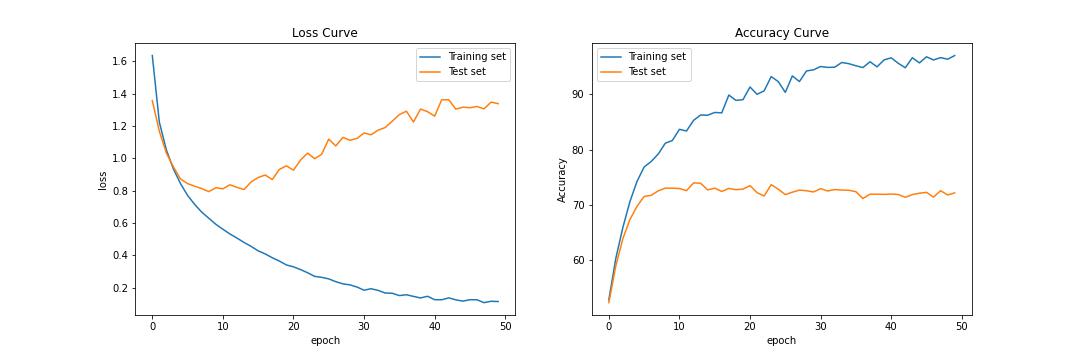 Loss Curve
Training set
Test set
1.6
1.4
1.2
1.0
0.8
0.6
0.4
0.2
loss
0 10 20 30 40 50
epoch
Accuracy Curve
Training set
Test set
90
80
70
60
Accuracy
0 10 20 30 40 50
epoch